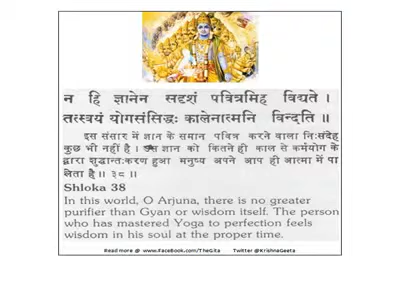 न हि ज्ञानेन सदृशं पवित्रमिह विद्यते ।
तत्स्वयं योगसंसिद्धः कालेनात्मनि विन्दति ॥
इस संसार में ज्ञान के समान पवित्र करने वाला निःसंदेह
कुछ भी नहीं है । उस ज्ञान को कितने ही काल से कर्मयोग के
द्वारा शुद्धान्तःकरण हुआ मनुष्य अपने आप ही आत्मा में पा
लेता है ॥ ३८ ॥
Shloka 38
In this world, O Arjuna, there is no greater
purifier than Gyan or wisdom itself. The person
who has mastered Yoga to perfection feels
wisdom in his soul at the proper time.
Read more @ www.FaceBook.com/TheGita Twitter @KrishnaGeeta